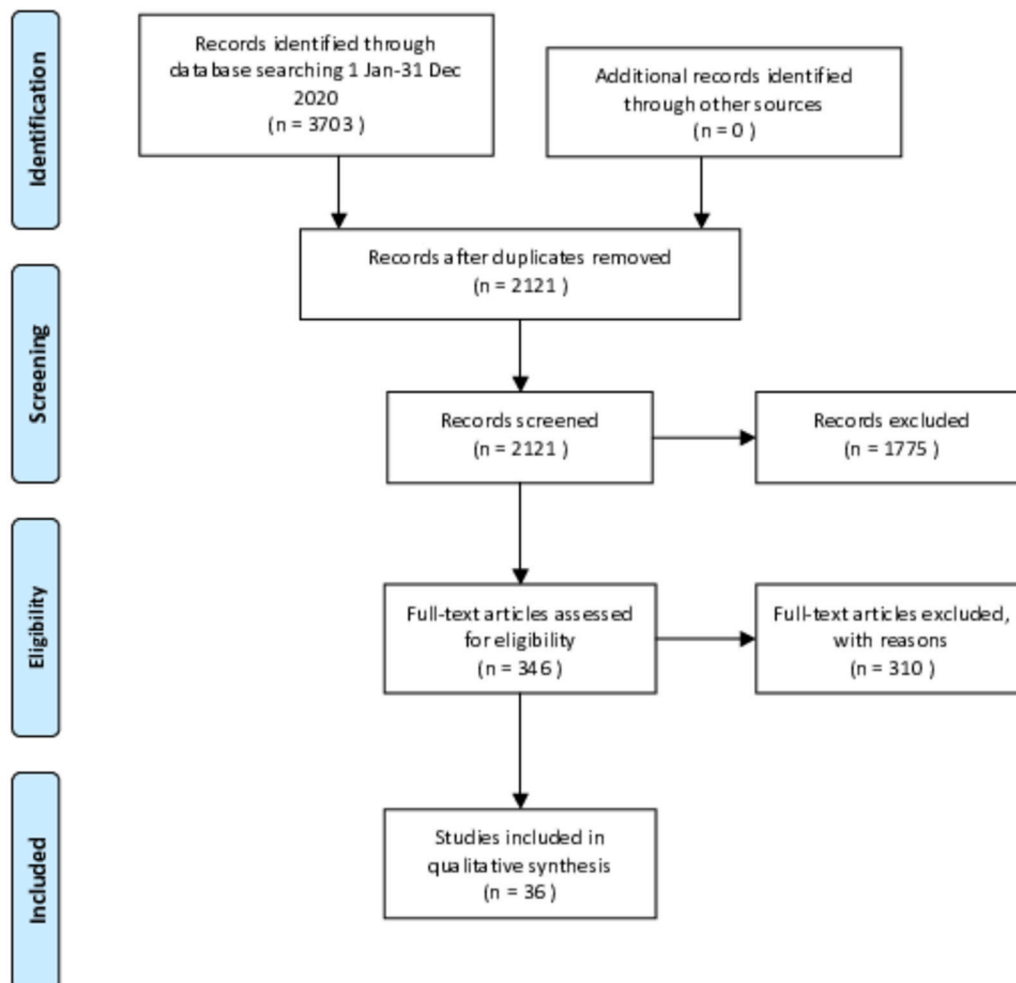 Identification
Records identified through
database searching 1 Jan-31 Dec
2020
(n = 3703 )
Additional records identified
through other sources
(n = 0 )
Records after duplicates removed
(n = 2121 )
Screening
Records screened
(n = 2121 )
Records excluded
(n = 1775 )
Eligibility
Full-text articles assessed
for eligibility
(n = 346 )
Full-text articles excluded,
with reasons
(n = 310 )
Included
Studies included in
qualitative synthesis
(n = 36 )